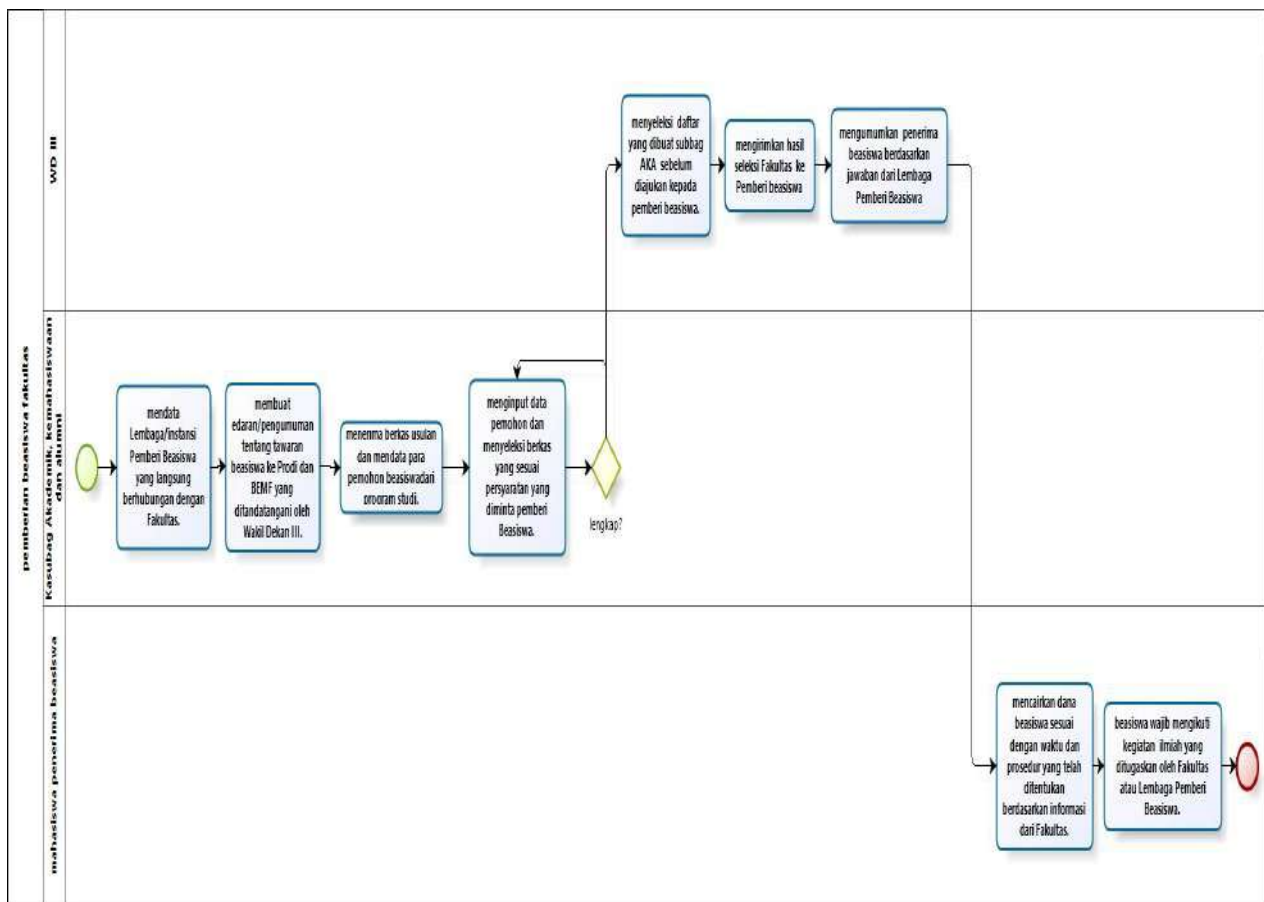 pemberian beasiswa fakultas
WD III
menyeleksi daftar
yang dibuat subbag
AKA sebelum
diajukan kepada
pemberi beasiswa.
mengirimkan hasil
seleksi Fakultas ke
Pemberi beasiswa
mengumumkan penerima
beasiswa berdasarkan
jawaban dari Lembaga
Pemberi Beasiswa
Kasubag Akademik, kemahasiswaan
dan alumni
mendata
Lembaga/instansi
Pemberi Beasiswa
yang langsung
berhubungan dengan
Fakultas.
membuat
edaran/pengumuman
tentang tawaran
beasiswa ke Prodi dan
BEMF yang
ditandatangani oleh
Wakil Dekan III.
menerima berkas usulan
dan mendata para
pemohon beasiswadari
program studi.
menginput data
pemohon dan
menyeleksi berkas
yang sesuai
persyaratan yang
diminta pemberi
Beasiswa.
lengkap?
mahasiswa penerima beasiswa
mencairkan dana
beasiswa sesuai
dengan waktu dan
prosedur yang telah
ditentukan
berdasarkan informasi
dari Fakultas.
beasiswa wajib mengikuti
kegiatan ilmiah yang
ditugaskan oleh Fakultas
atau Lembaga Pemberi
Beasiswa.